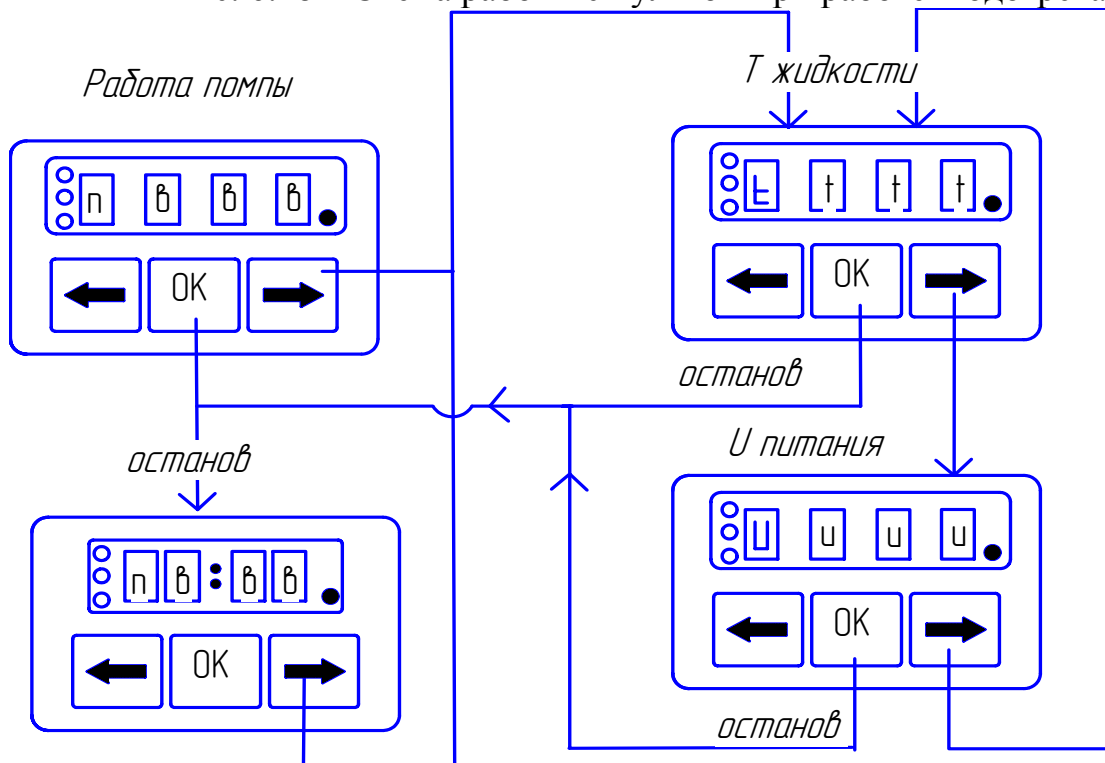 Работа помпы
п в в в
OK
останов
п в : в в
OK
T жидкости
t t t t
OK
останов
U питания
U u u u
OK
останов